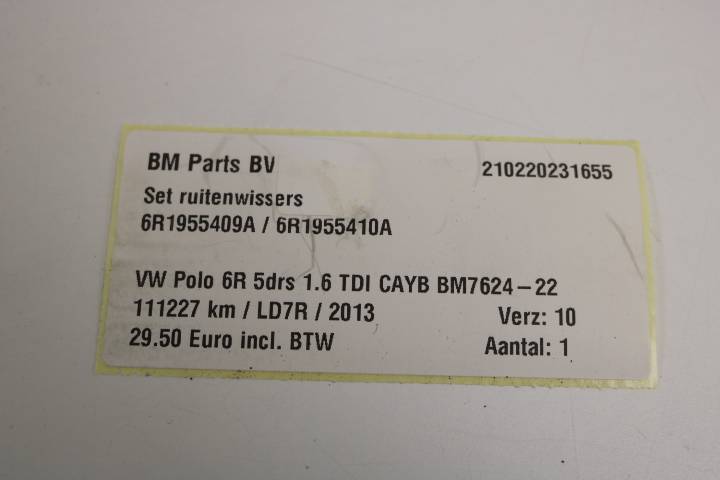 BM Parts BV 210220231655
Set ruitenwissers
6R1955409A / 6R1955410A
VW Polo 6R 5drs 1.6 TDI CAYB BM7624-22
111227 km / LD7R / 2013 Verz: 10
29.50 Euro incl. BTW Aantal: 1